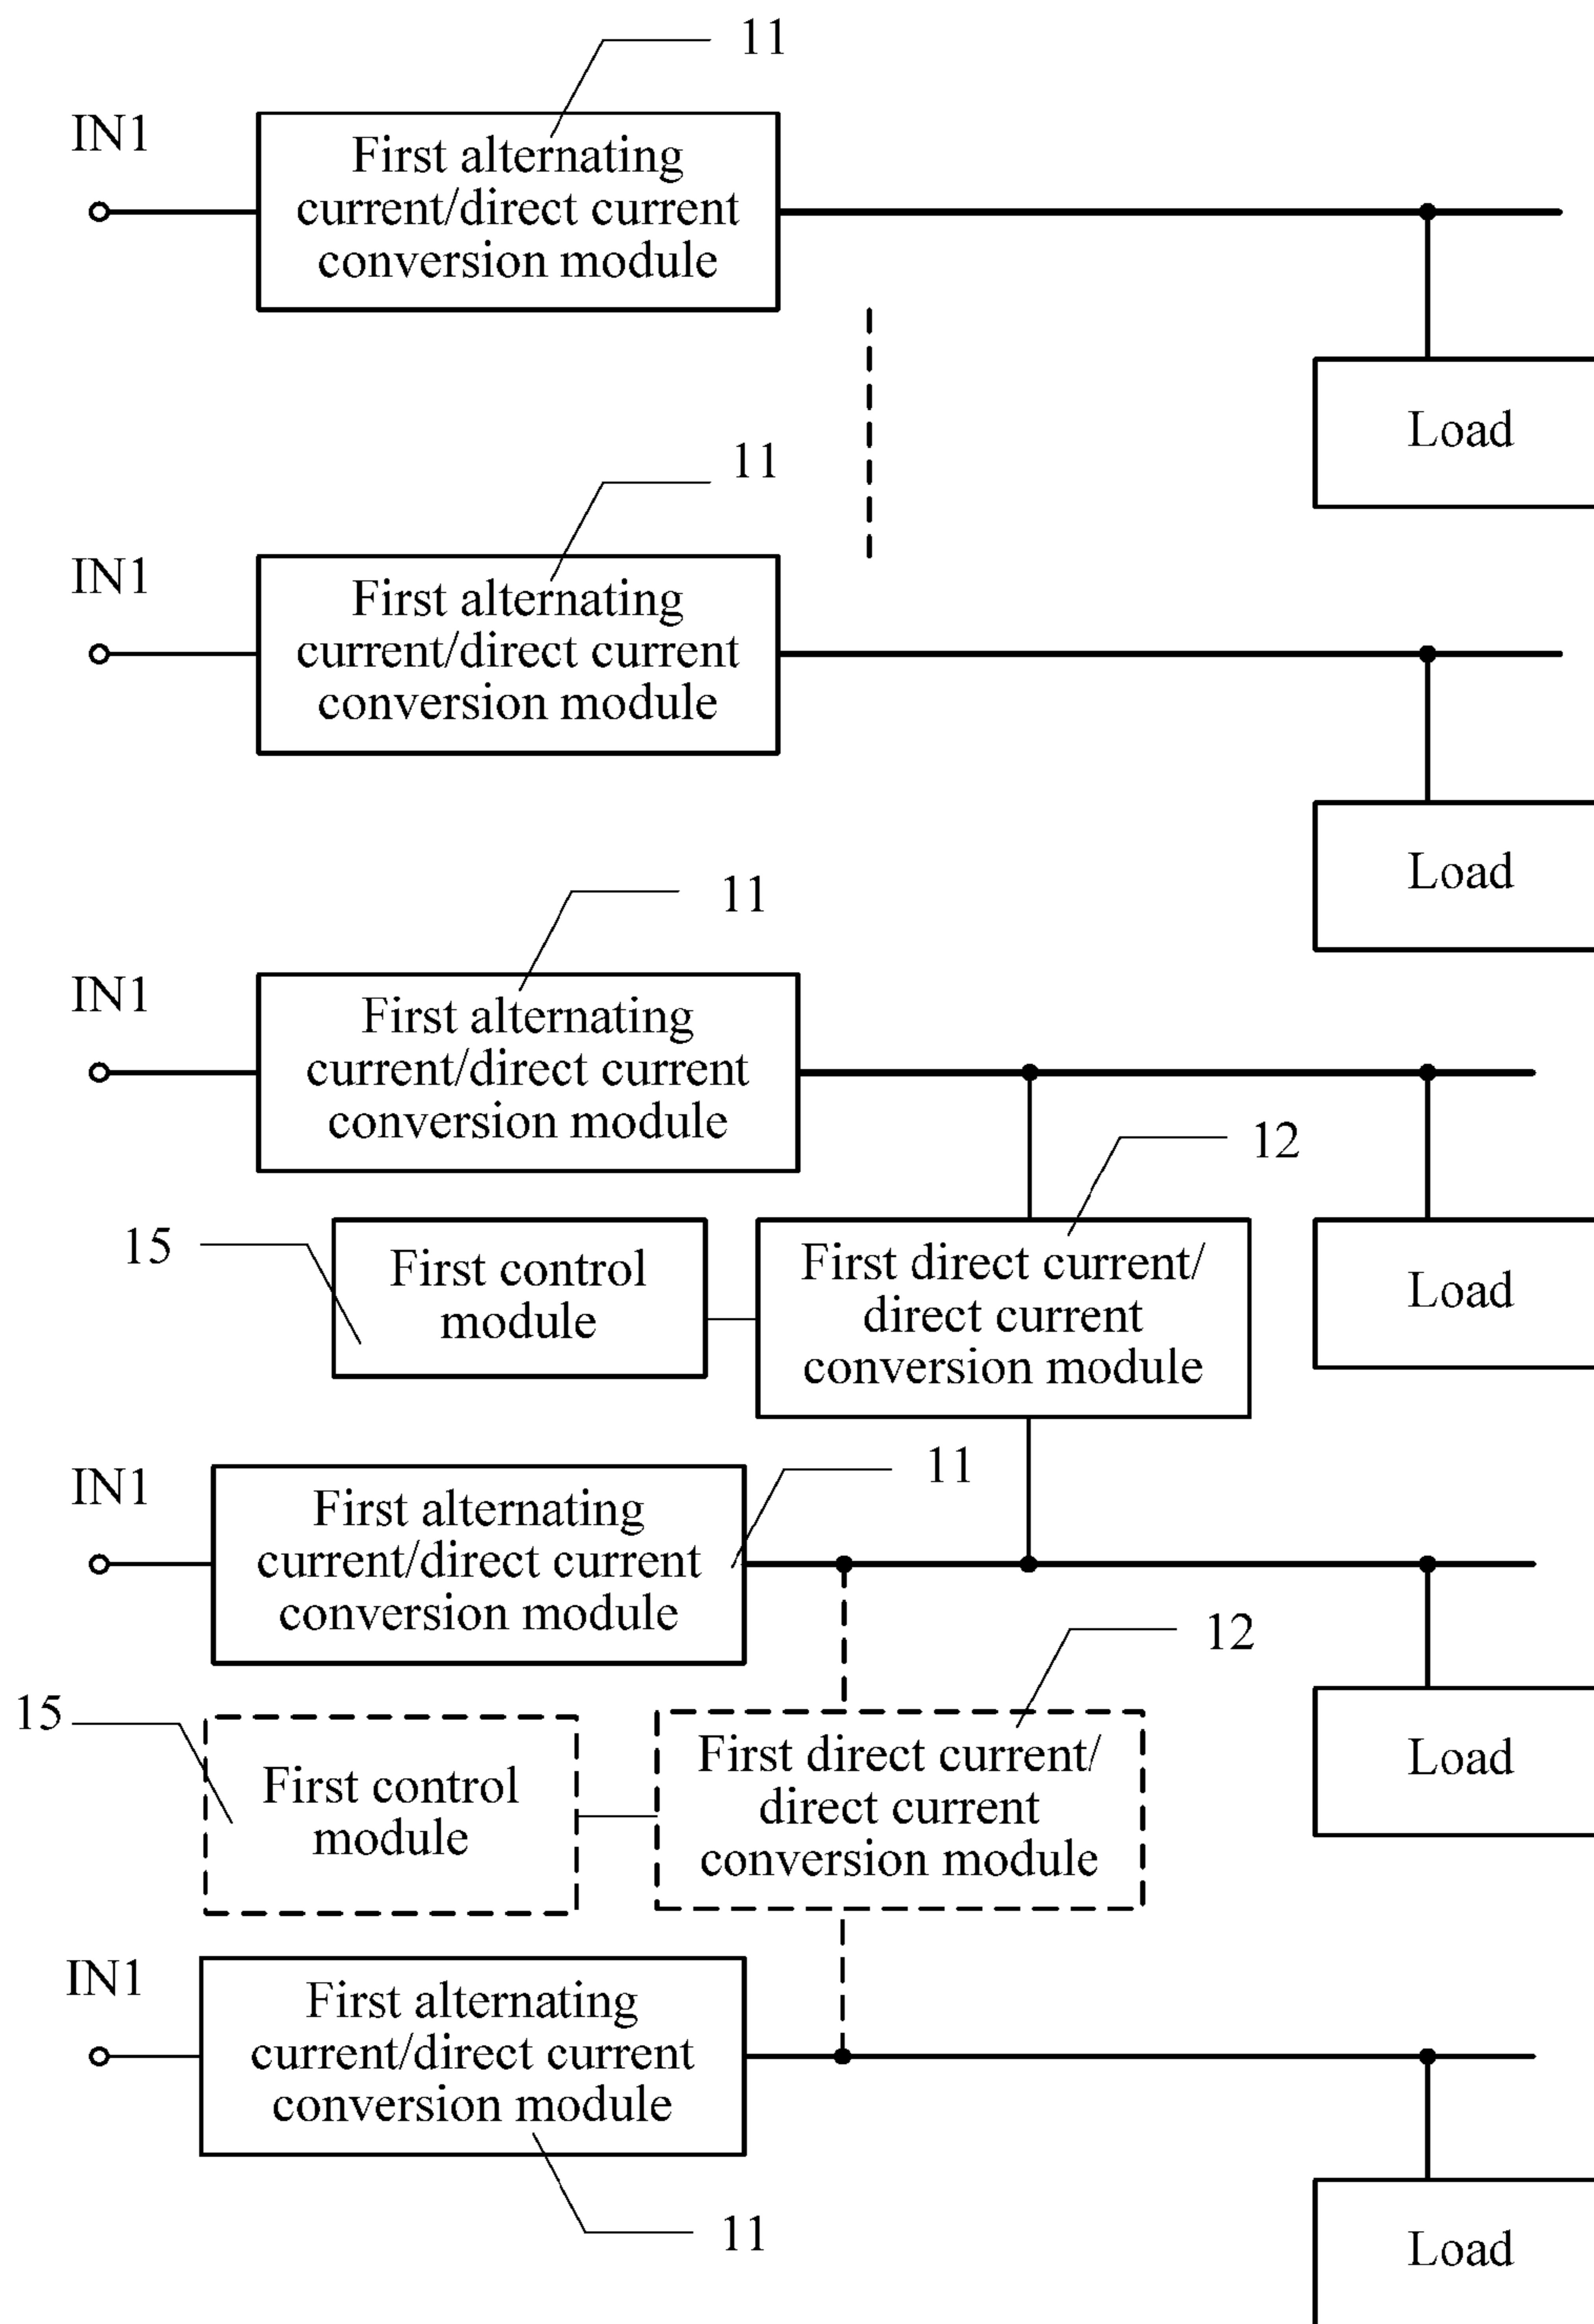 11
IN1
First alternating
current/direct current
conversion module
Load
11
IN1
First alternating
current/direct current
conversion module
Load
11
IN1
First alternating
current/direct current
conversion module
12
15
First control
module
First direct current/
direct current
conversion module
Load
11
IN1
First alternating
current/direct current
conversion module
12
15
First control
module
First direct current/
direct current
conversion module
Load
IN1
First alternating
current/direct current
conversion module
11
Load